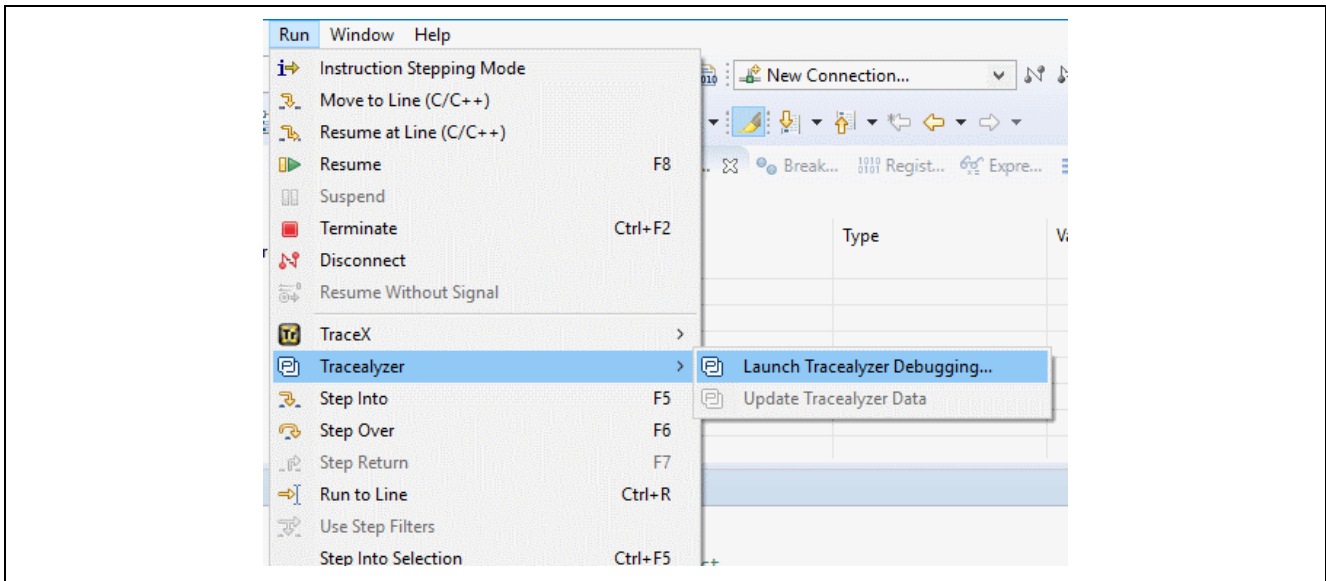 Run Window Help
Instruction Stepping Mode
Move to Line (C/C++)
Resume at Line (C/C++)
Resume F8
Suspend
Terminate Ctrl+F2
Disconnect
Resume Without Signal
TraceX
Tracealyzer
Step Into F5
Step Over F6
Step Return F7
Run to Line Ctrl+R
Use Step Filters
Step Into Selection Ctrl+F5
Launch Tracealyzer Debugging...
Update Tracealyzer Data
New Connection...
Break... Regist... Expre...
Type